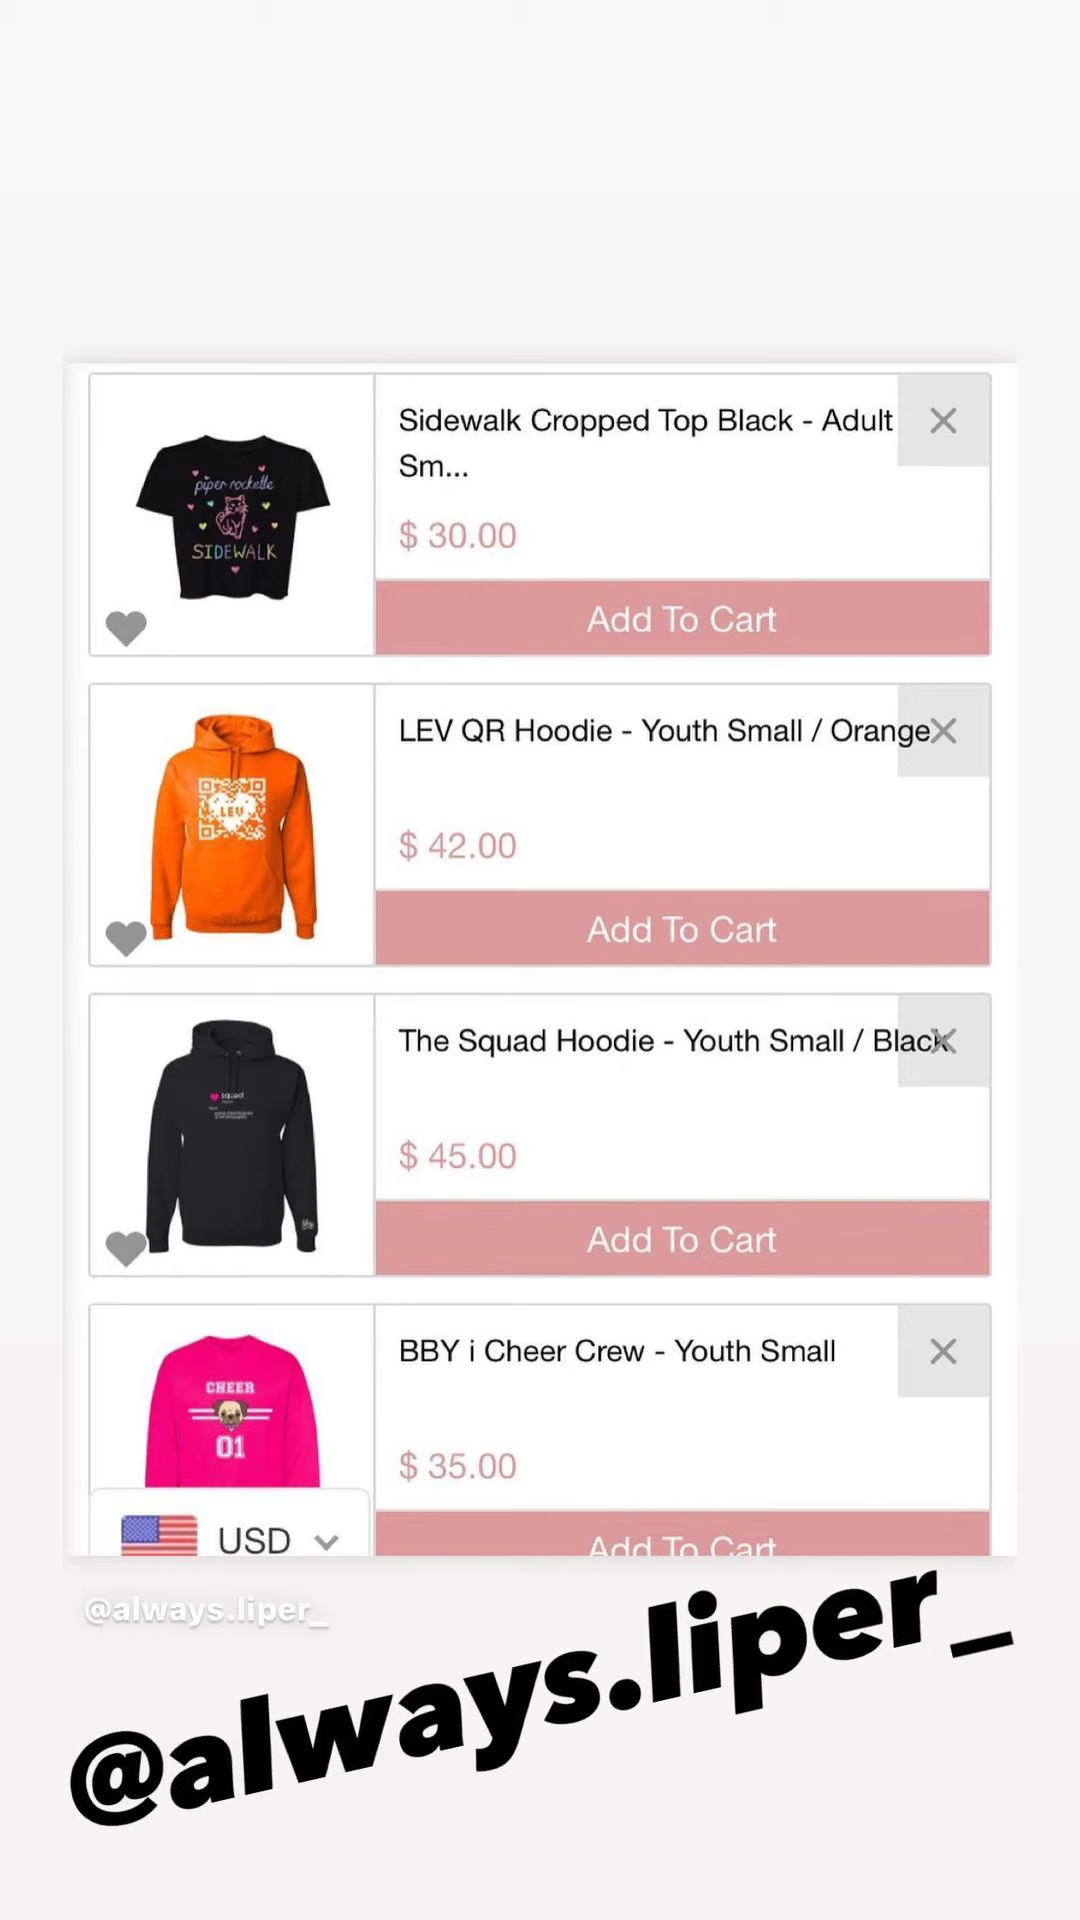 Sidewalk Cropped Top Black - Adult
Sm...
piper rockelle
SIDEWALK
$ 30.00
Add To Cart
LEV QR Hoodie - Youth Small / Orange
LEV
$ 42.00
Add To Cart
The Squad Hoodie - Youth Small / Black
squad
$ 45.00
Add To Cart
BBY i Cheer Crew - Youth Small
CHEER
01
$ 35.00
USD
Add To Cart
@always.liper_
@always.liper_